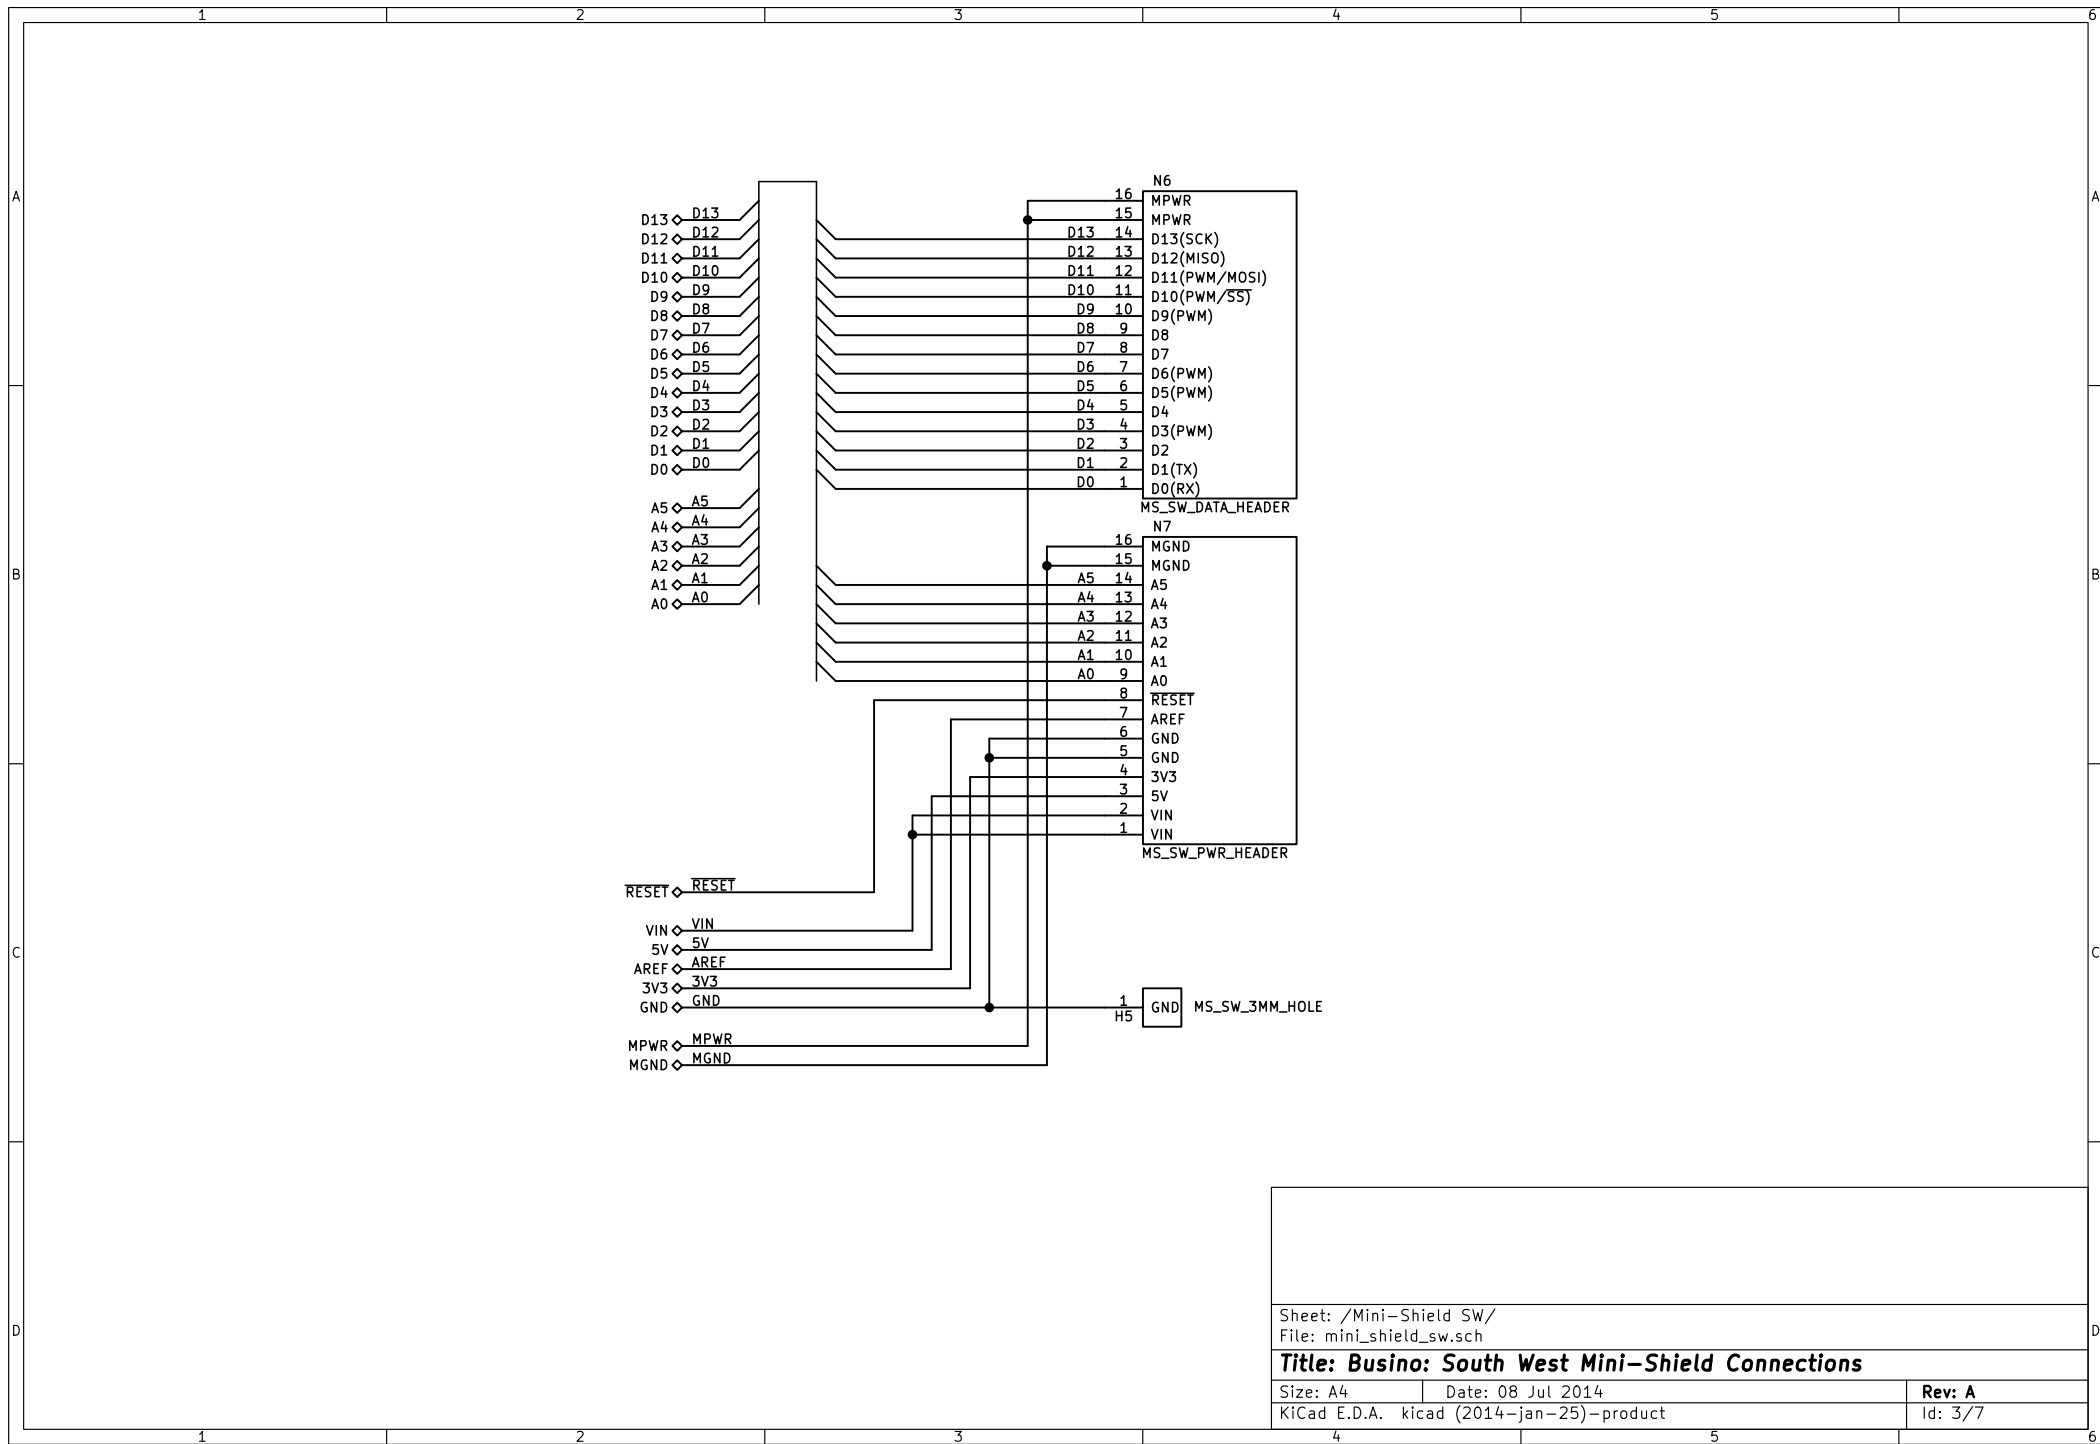 1 2 3 4 5 6
A A
N6
16 MPWR
15 MPWR
D13 D13 D13 14 D13(SCK)
D12 D12 D12 13 D12(MISO)
D11 D11 D11 12 D11(PWM/MOSI)
D10 D10 D10 11 D10(PWM/SS)
D9 D9 D9 10 D9(PWM)
D8 D8 D8 9 D8
D7 D7 D7 8 D7
D6 D6 D6 7 D6(PWM)
D5 D5 D5 6 D5(PWM)
D4 D4 D4 5 D4
D3 D3 D3 4 D3(PWM)
D2 D2 D2 3 D2
D1 D1 D1 2 D1(TX)
D0 D0 D0 1 D0(RX)
MS_SW_DATA_HEADER
N7
16 MGND
15 MGND
B B
A5 A5 A5 14 A5
A4 A4 A4 13 A4
A3 A3 A3 12 A3
A2 A2 A2 11 A2
A1 A1 A1 10 A1
A0 A0 A0 9 A0
8 RESET
7 AREF
6 GND
5 GND
4 3V3
3 5V
2 VIN
1 VIN
MS_SW_PWR_HEADER
RESET RESET
VIN VIN
5V 5V
C C
AREF AREF
3V3 3V3
GND GND 1 GND MS_SW_3MM_HOLE
H5
MPWR MPWR
MGND MGND
D D
Sheet: /Mini-Shield SW/
File: mini_shield_sw.sch
Title: Busino: South West Mini-Shield Connections
Size: A4 Date: 08 Jul 2014 Rev: A
KiCad E.D.A. kicad (2014-jan-25)-product Id: 3/7
1 2 3 4 5 6